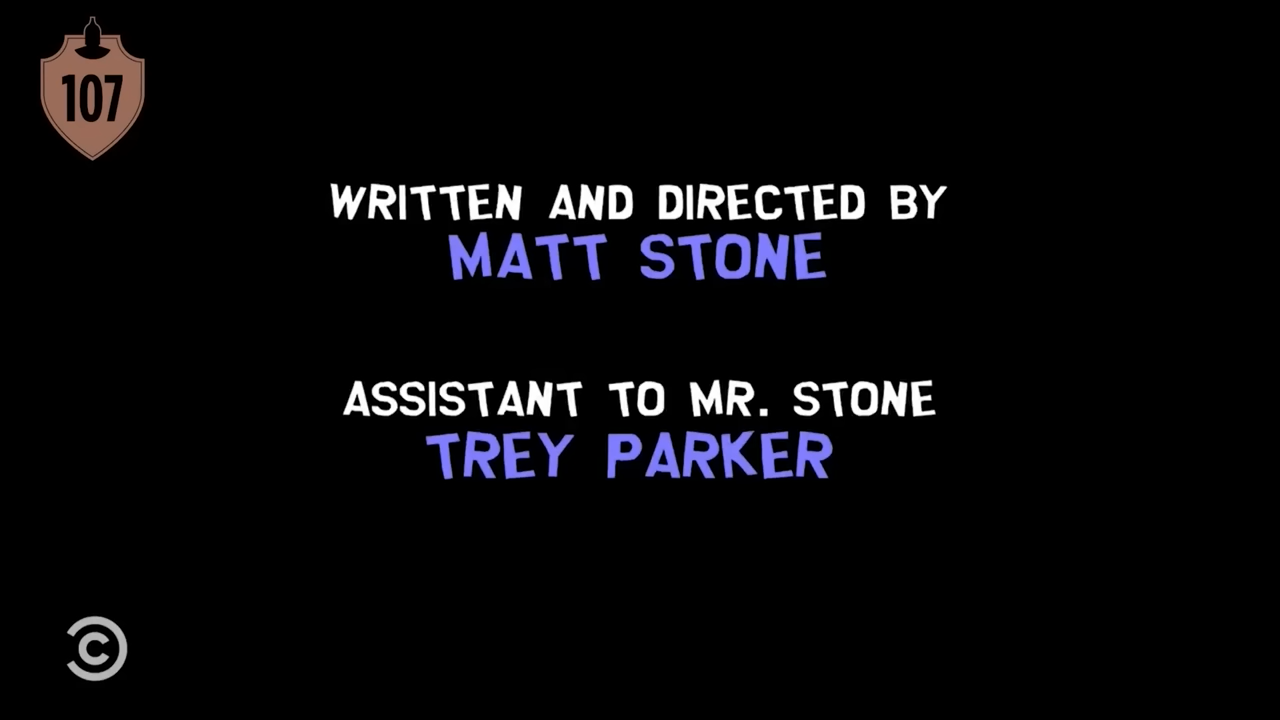 107
WRITTEN AND DIRECTED BY
MATT STONE
ASSISTANT TO MR. STONE
TREY PARKER
C